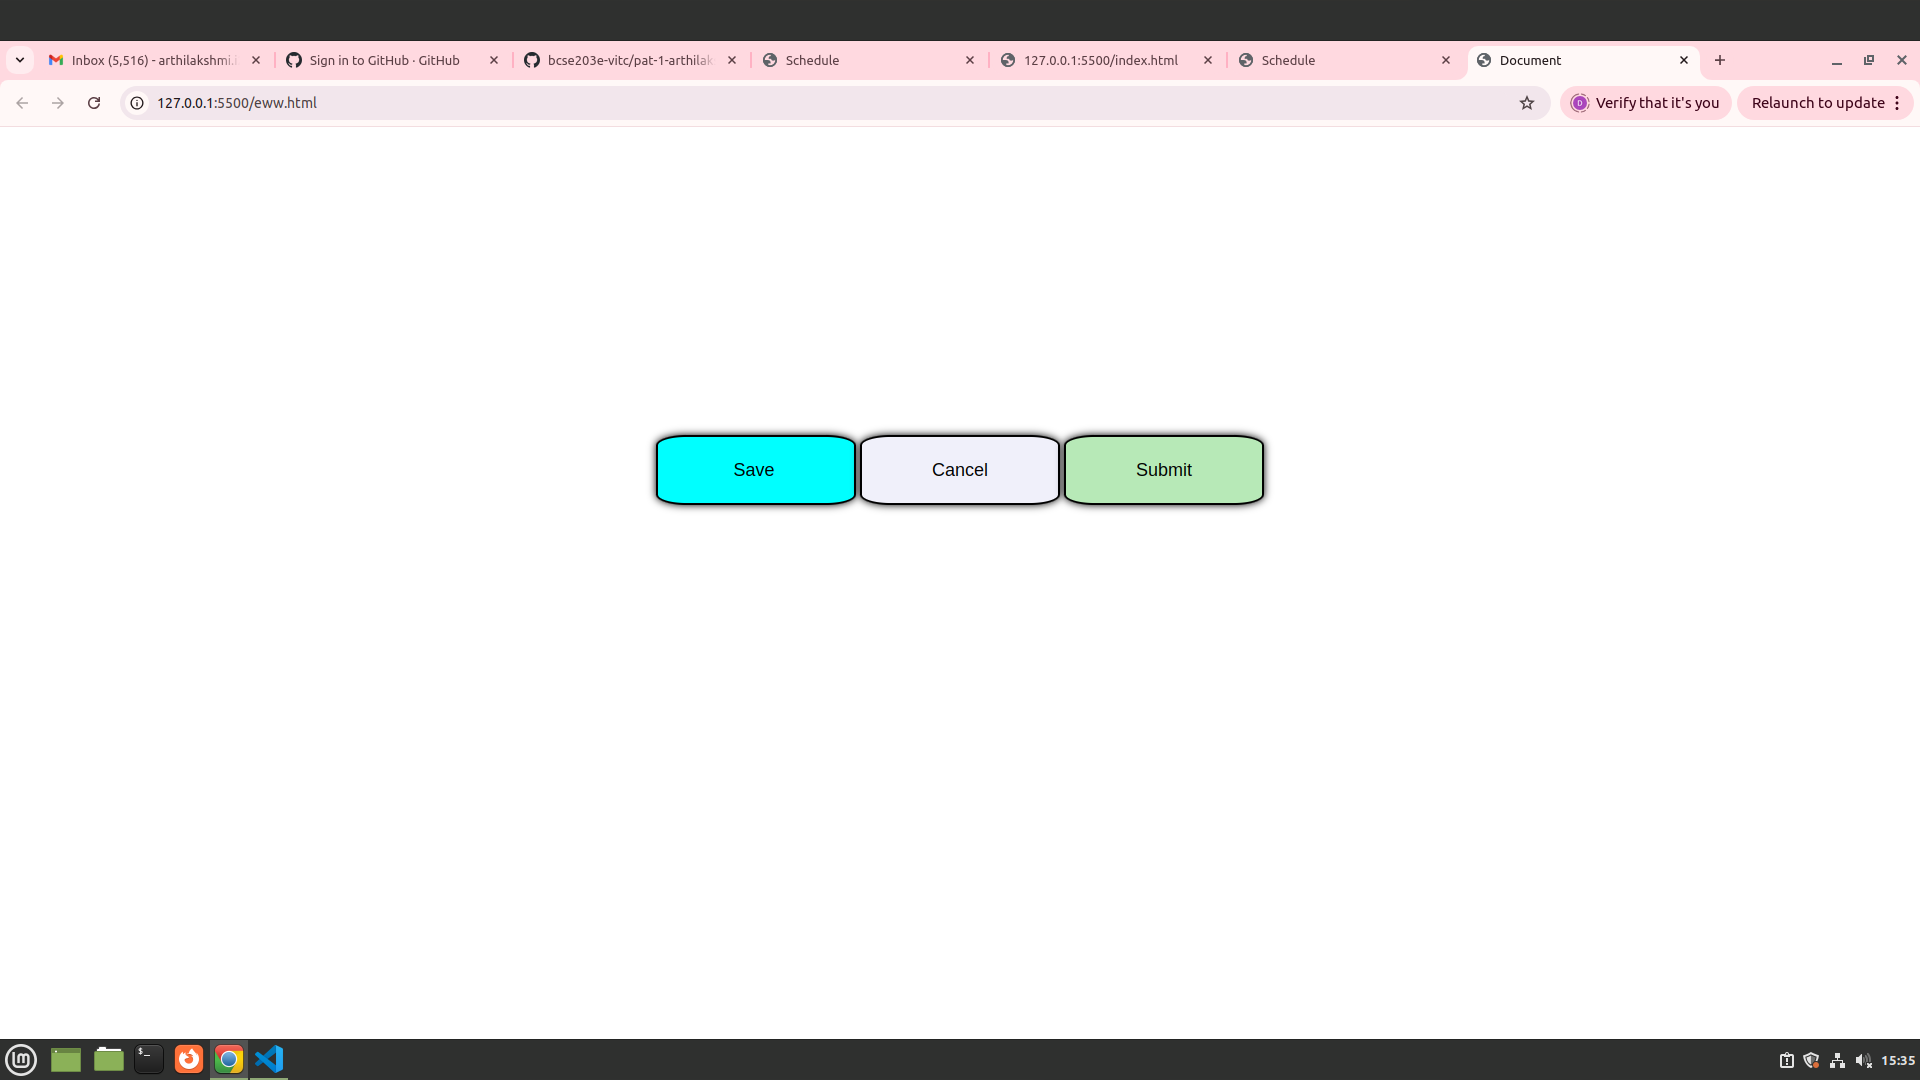 Inbox (5,516) - arthilakshmi.i
Sign in to GitHub · GitHub
bcse203e-vitc/pat-1-arthilak
Schedule
127.0.0.1:5500/index.html
Schedule
Document
127.0.0.1:5500/eww.html
D
Verify that it's you
Relaunch to update
Save
Cancel
Submit
lm
$_
15:35